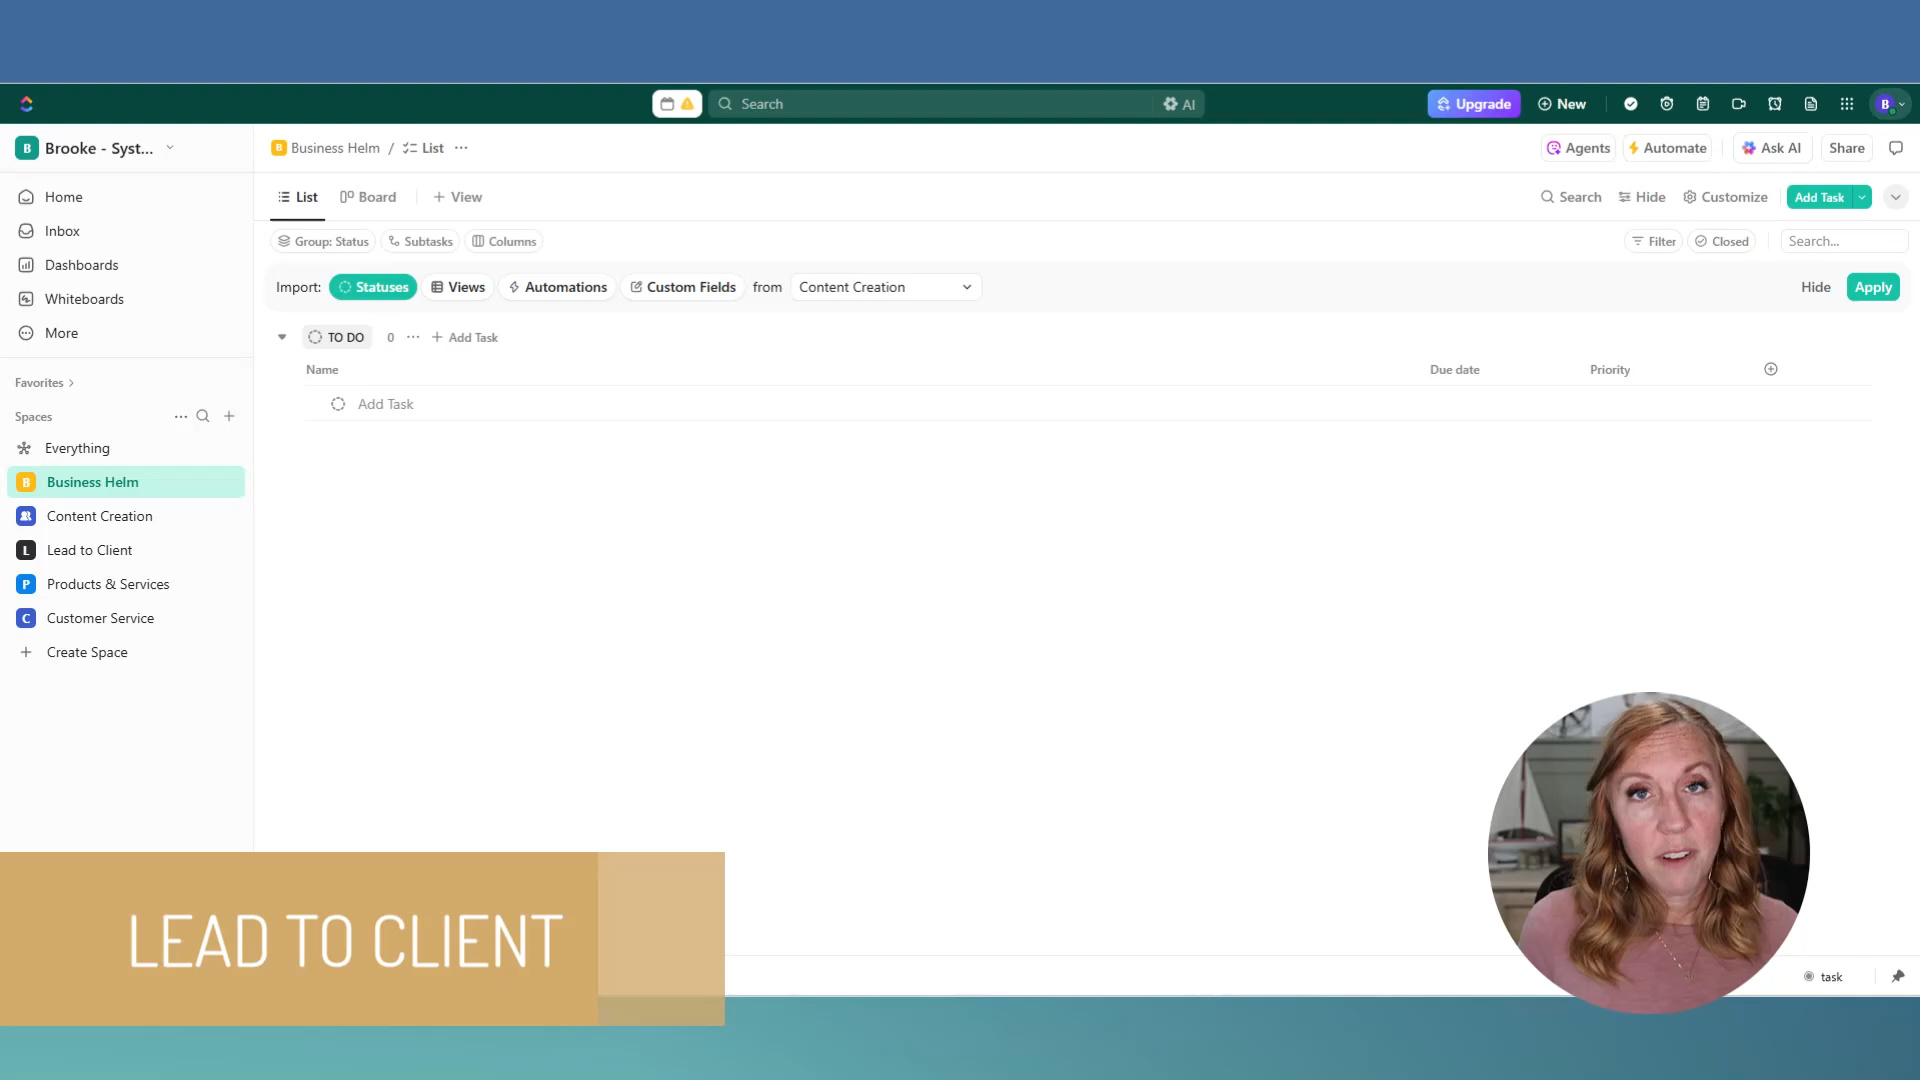 Search
AI
Upgrade
New
B
B
Brooke - Syst...
B
Business Helm / List
Agents
Automate
Ask AI
Share
Home
Inbox
Dashboards
Whiteboards
More
Favorites
Spaces
Everything
B
Business Helm
Content Creation
L
Lead to Client
P
Products & Services
C
Customer Service
Create Space
List
Board
View
Search
Hide
Customize
Add Task
Group: Status
Subtasks
Columns
Filter
Closed
Search...
Import:
Statuses
Views
Automations
Custom Fields
from
Content Creation
Hide
Apply
TO DO
0
Add Task
Name
Due date
Priority
Add Task
LEAD TO CLIENT
task